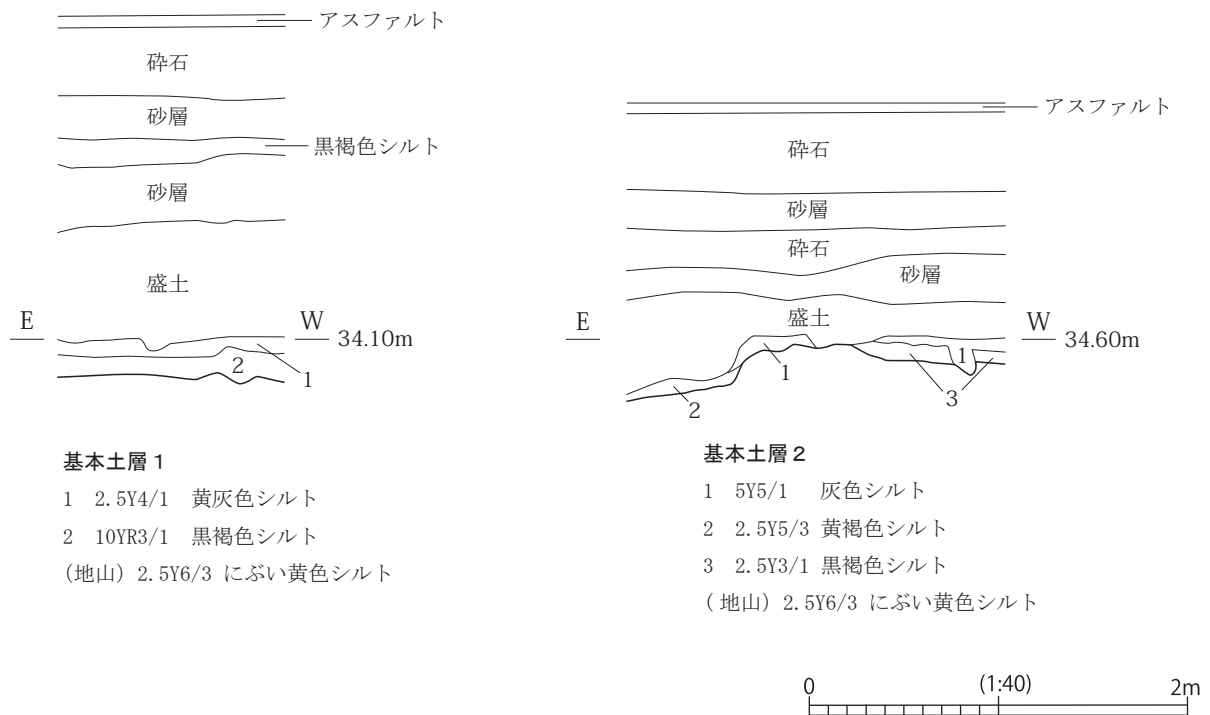 アスファルト
砕石
砂層
黒褐色シルト
砂層
盛土
E
W
34.10m
2
1
基本土層 1
1 2.5Y4/1 黄灰色シルト
2 10YR3/1 黒褐色シルト
(地山) 2.5Y6/3 にぶい黄色シルト
アスファルト
砕石
砂層
砕石
砂層
盛土
E
W
34.60m
1
1
2
3
基本土層 2
1 5Y5/1 灰色シルト
2 2.5Y5/3 黄褐色シルト
3 2.5Y3/1 黒褐色シルト
( 地山) 2.5Y6/3 にぶい黄色シルト
0 (1:40) 2m